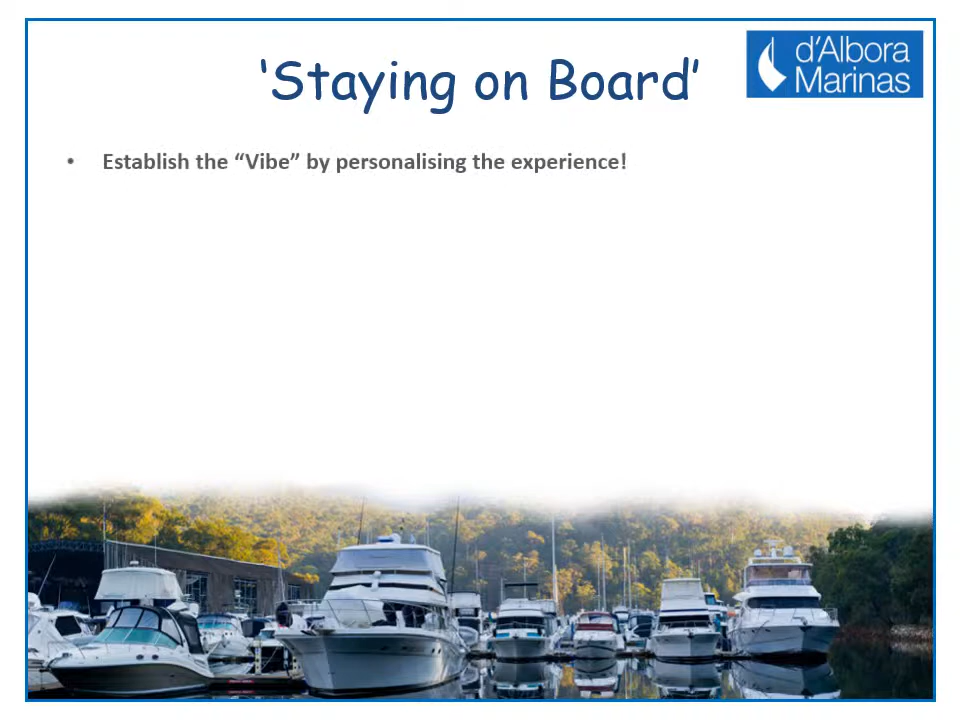 ‘Staying on Board’
d’Albora
Marinas
• Establish the “Vibe” by personalising the experience!